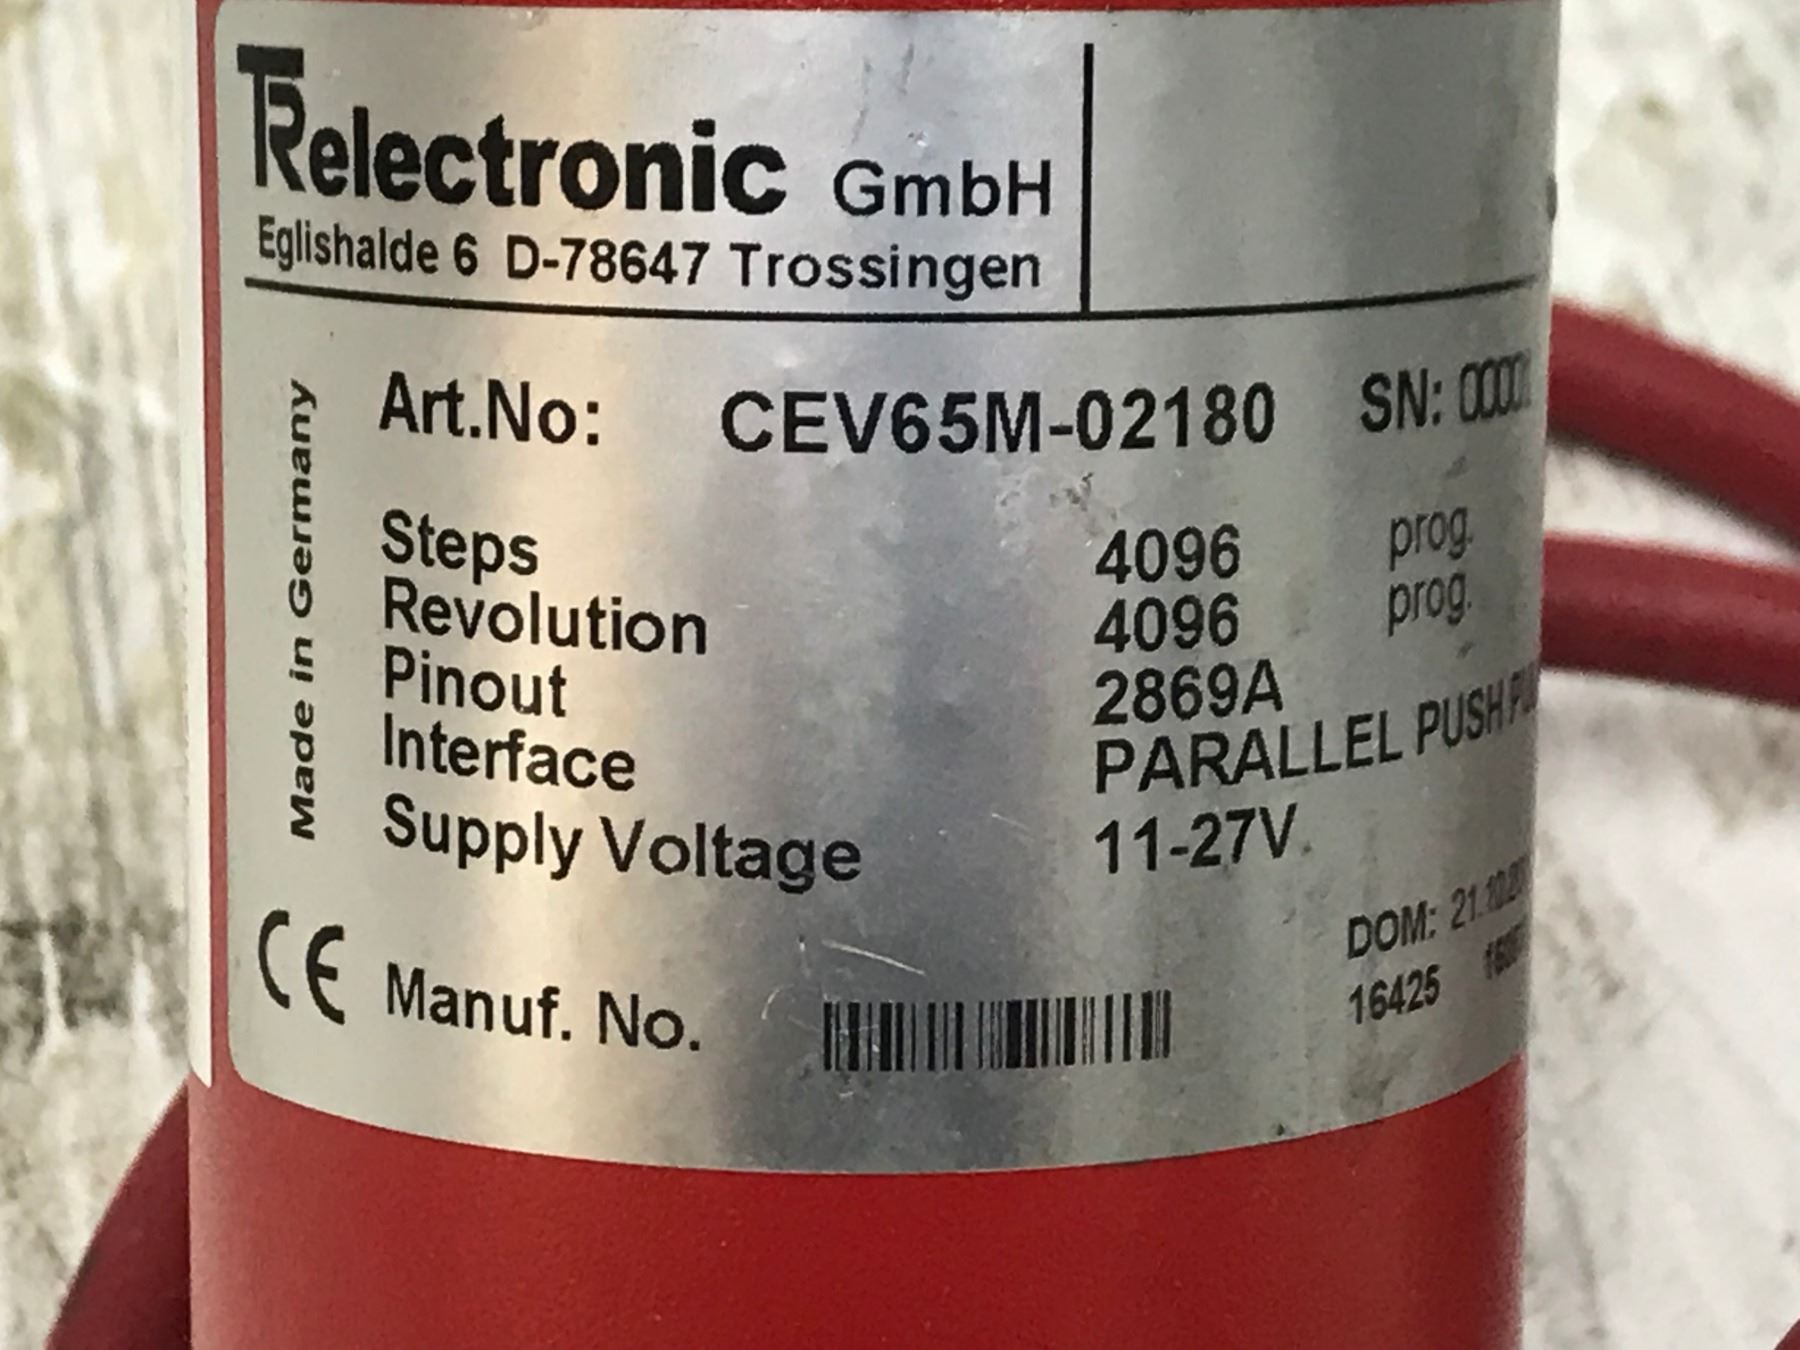 TRelectronic GmbH
Eglishalde 6 D-78647 Trossingen
Made in Germany
Art.No: CEV65M-02180 SN:
Steps 4096 prog.
Revolution 4096 prog.
Pinout 2869A
Interface PARALLEL PUSH
Supply Voltage 11-27V
DOM:
CE Manuf. No. 16425